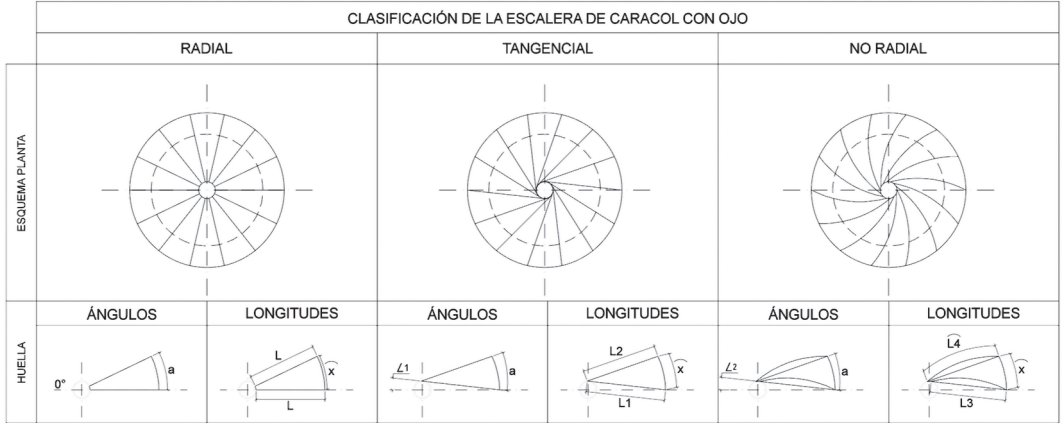 CLASIFICACIÓN DE LA ESCALERA DE CARACOL CON OJO
RADIAL TANGENCIAL NO RADIAL
ESQUEMA PLANTA
ÁNGULOS LONGITUDES ÁNGULOS LONGITUDES ÁNGULOS LONGITUDES
HUELLA
0° a
L x L
∠1 a
L2 x L1
∠2 a
L4 x L3